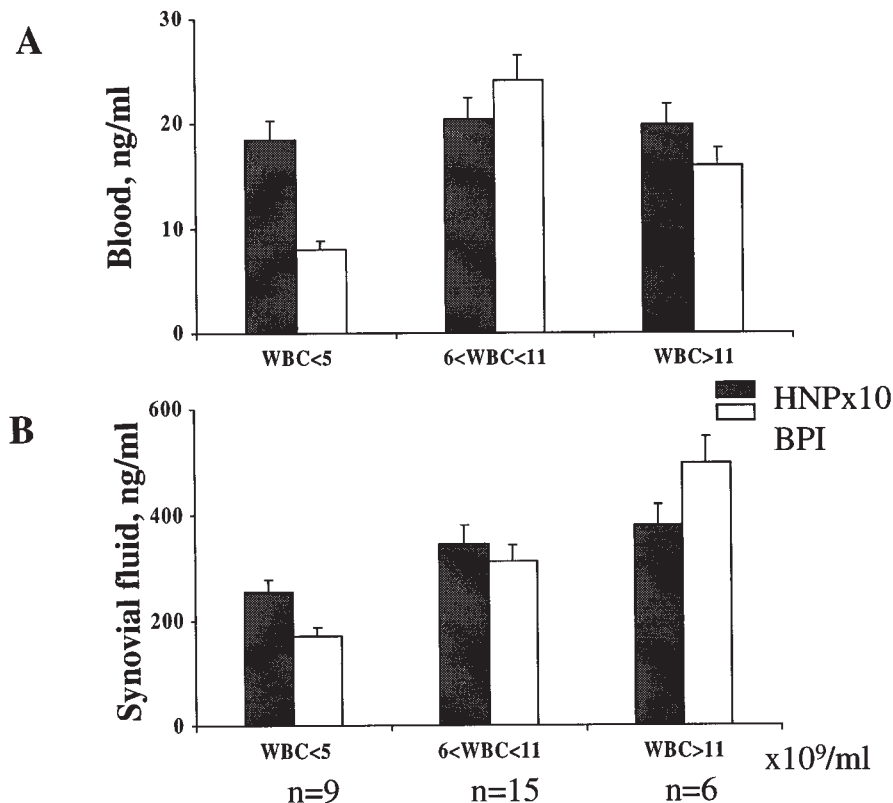 A
Blood, ng/ml
30
20
10
0
WBC<5
6<WBC<11
WBC>11
HNPx10
BPI
B
Synovial fluid, ng/ml
600
400
200
0
WBC<5
6<WBC<11
WBC>11
x10⁹/ml
n=9
n=15
n=6